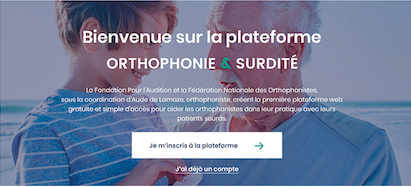 Bienvenue sur la plateforme
ORTHOPHONIE & SURDITÉ
La Fondation Pour l'Audition et la Fédération Nationale des Orthophonistes,
sous la coordination d'Aude de Lamaze, orthophoniste, créent la première plateforme web
gratuite et simple d'accès pour aider les orthophonistes dans leur pratique avec leurs
patients sourds.
Je m'inscris à la plateforme
J'ai déjà un compte